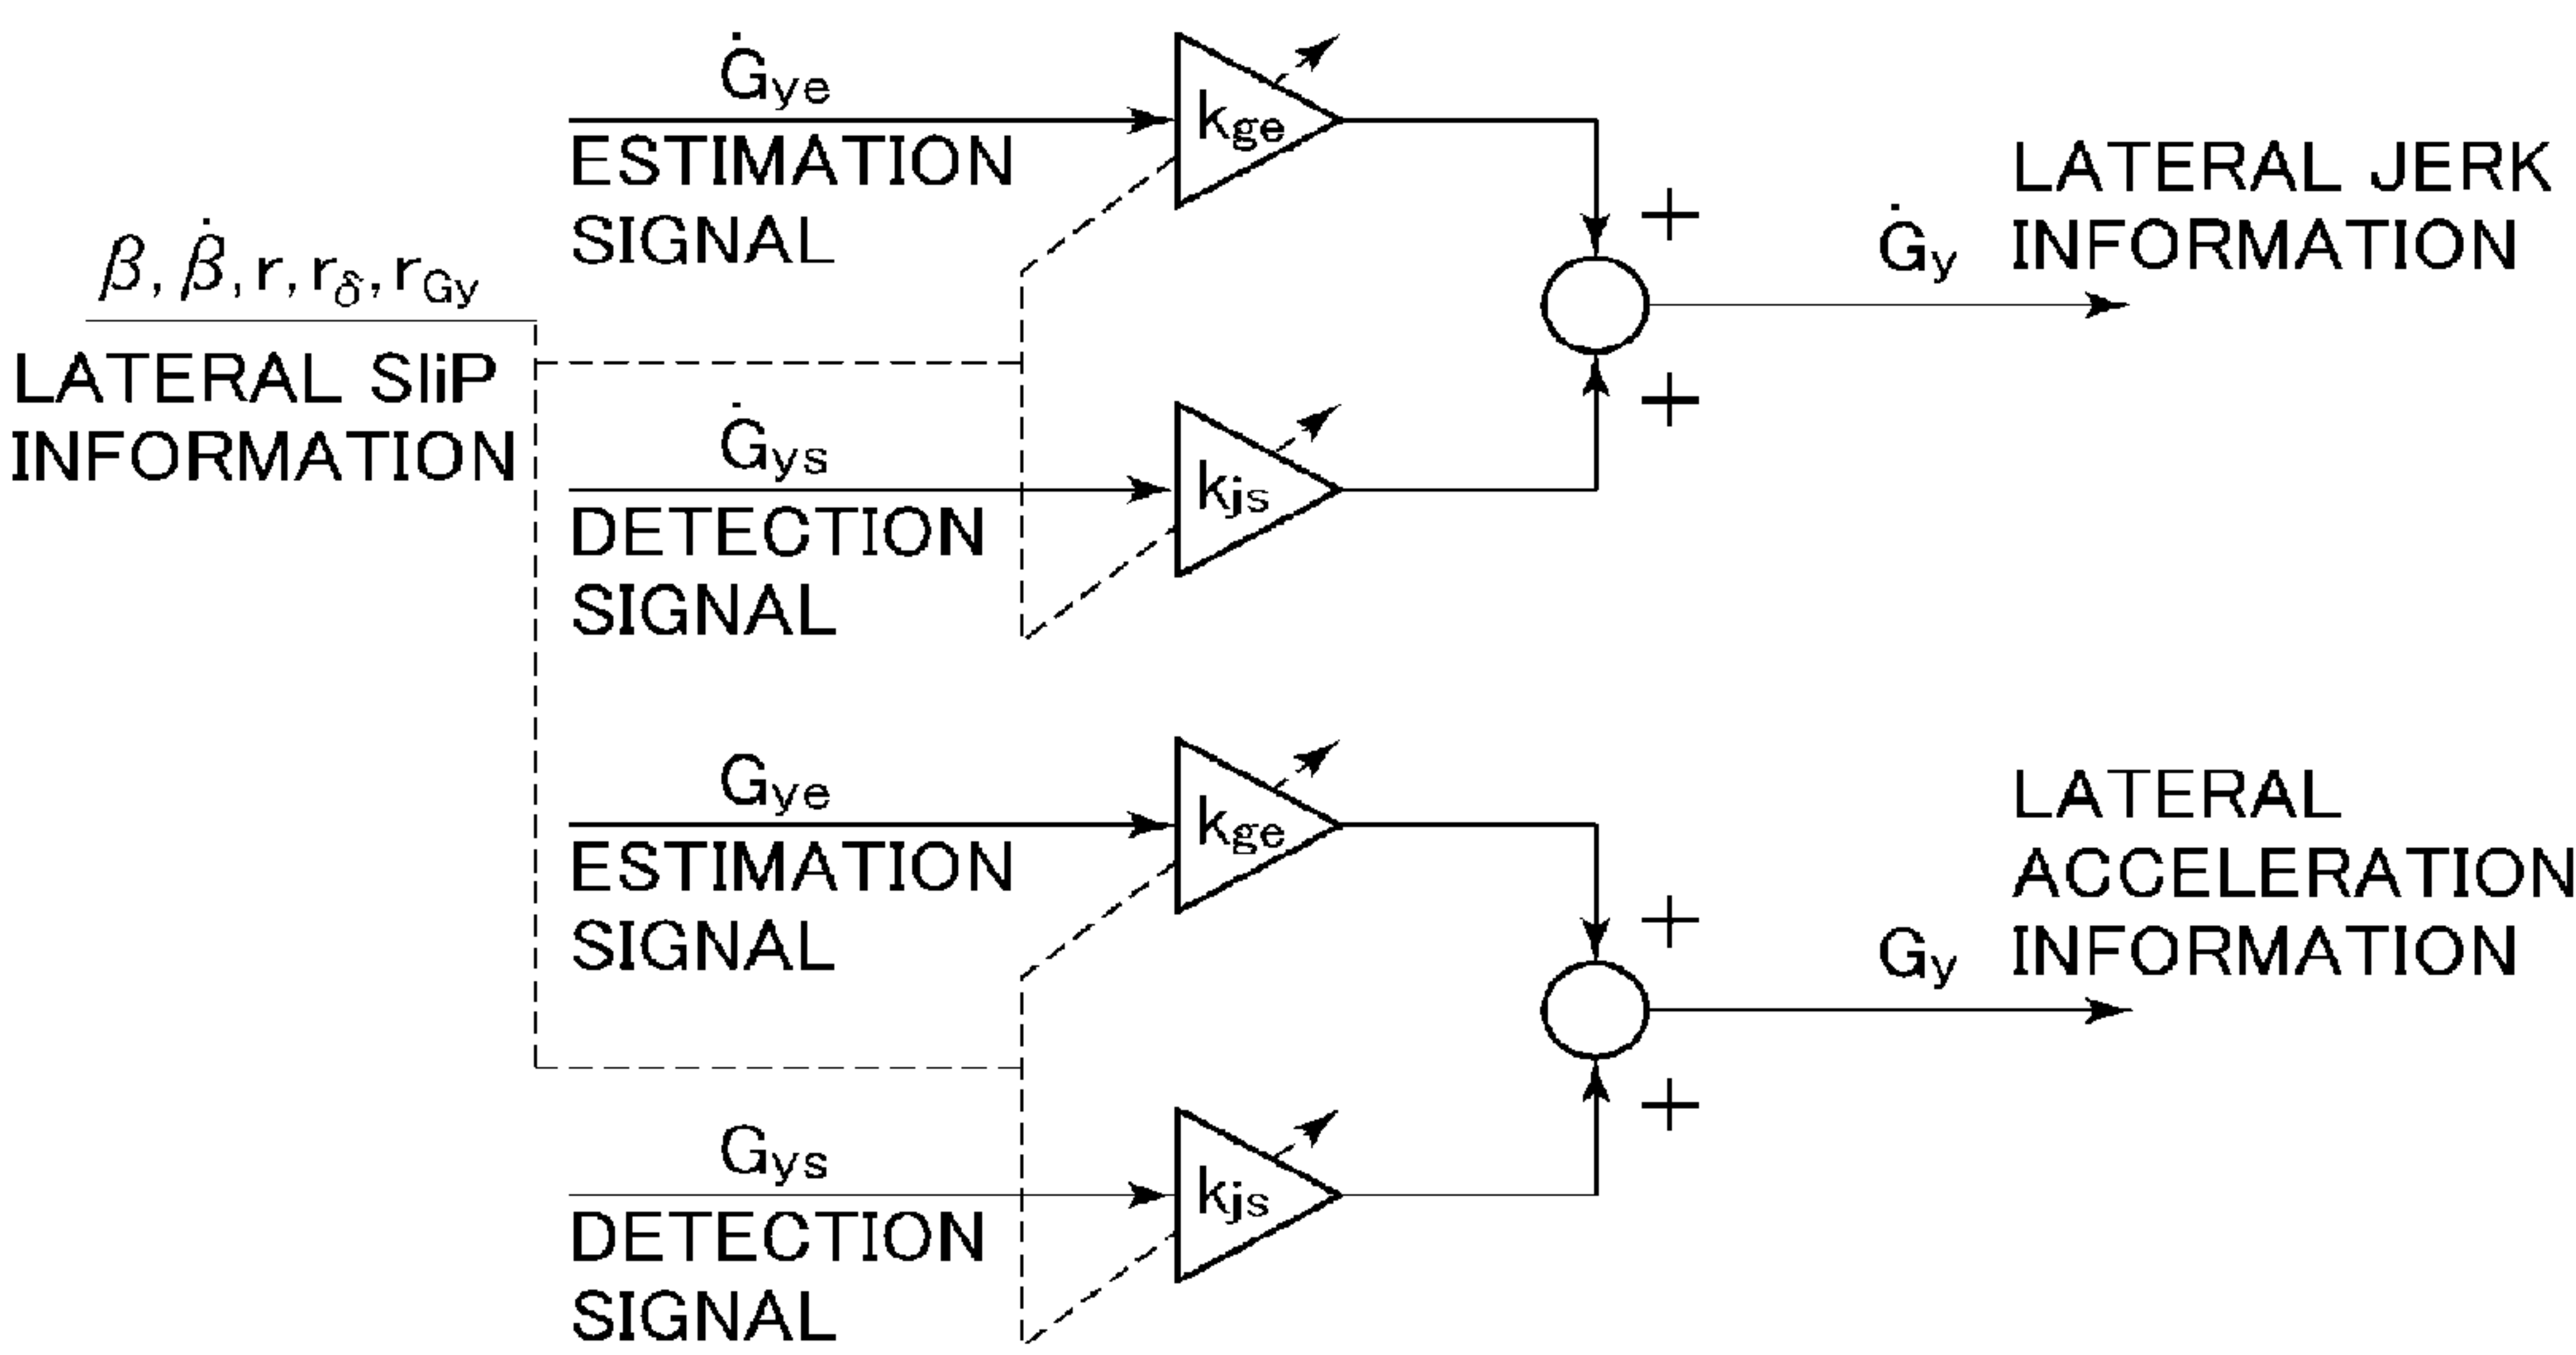 Ġye
ESTIMATION
SIGNAL
kge
+
LATERAL JERK
INFORMATION
Ġy
β, β̇, r, rδ, rGy
LATERAL SliP
INFORMATION
+
Ġys
DETECTION
SIGNAL
kjs
Gye
ESTIMATION
SIGNAL
kge
+
LATERAL
ACCELERATION
INFORMATION
Gy
+
Gys
DETECTION
SIGNAL
kjs